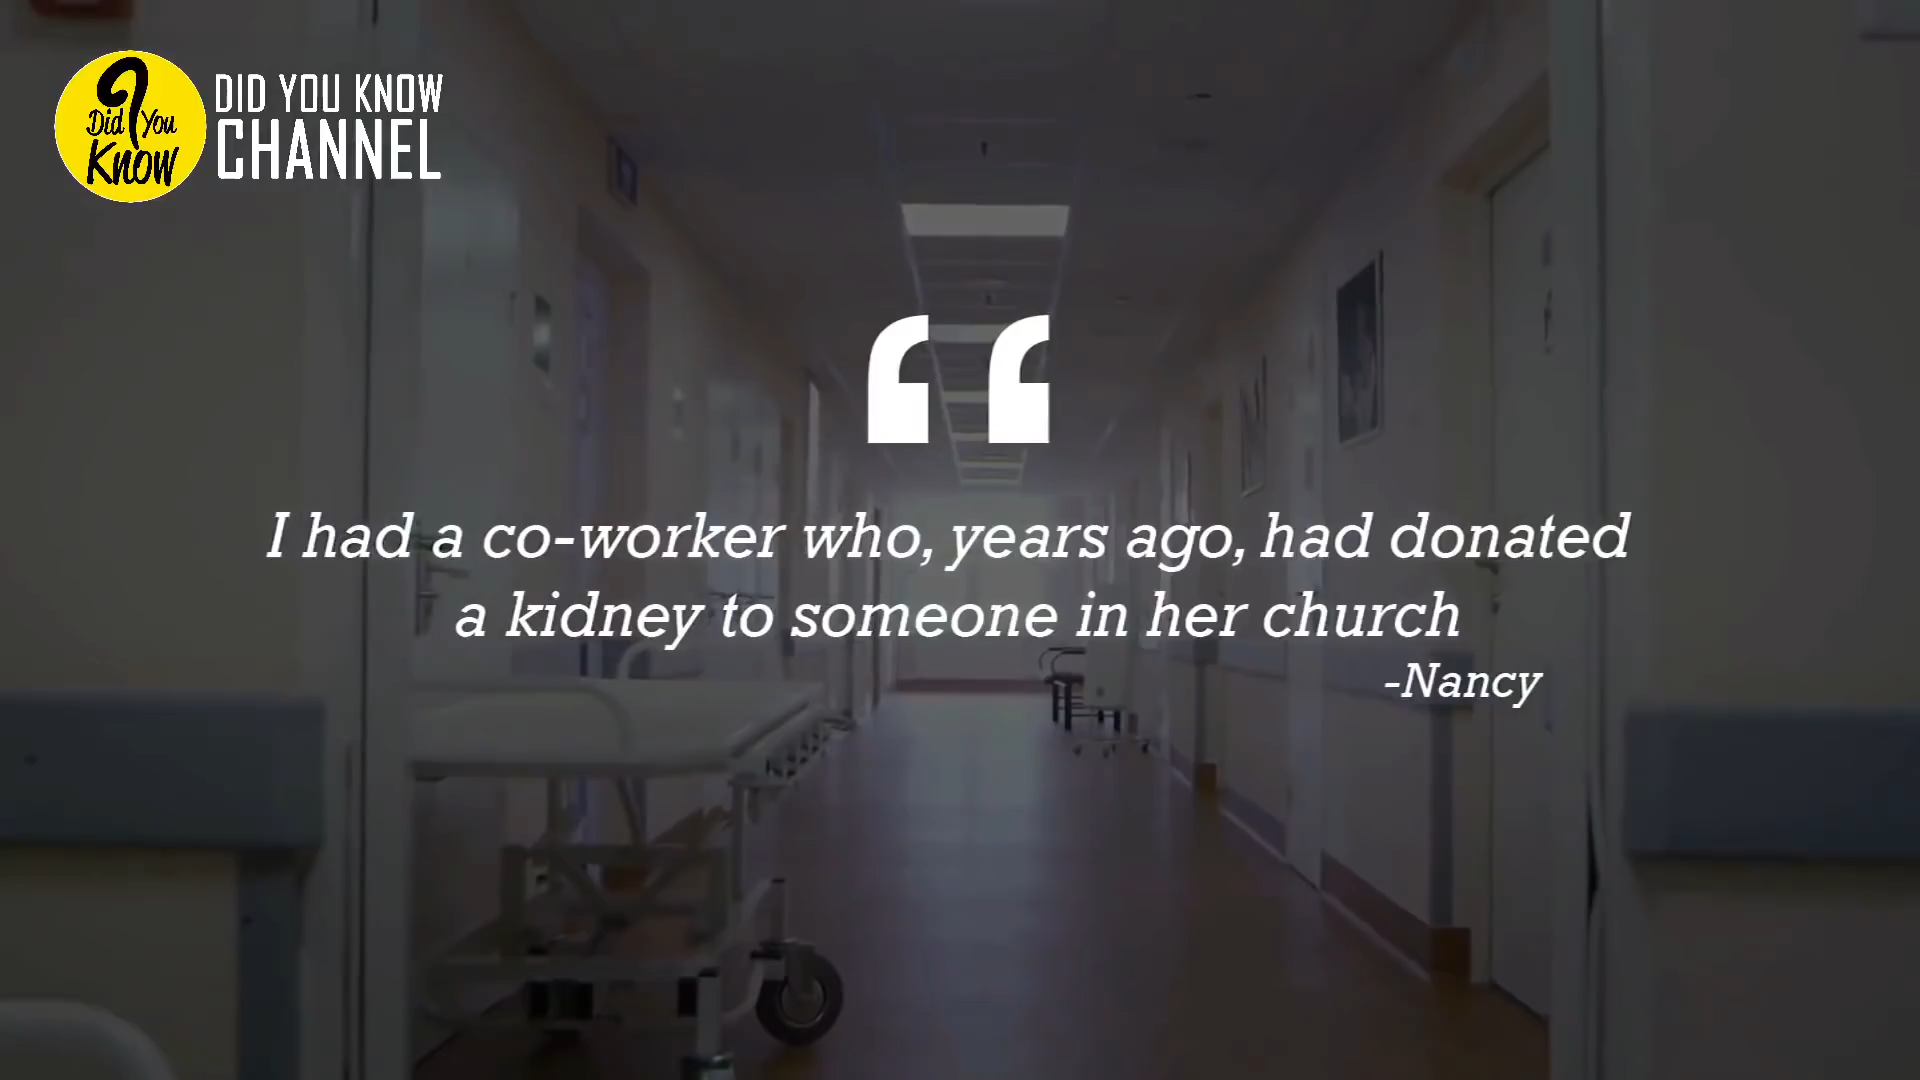 Did You
Know
DID YOU KNOW
CHANNEL
“
I had a co-worker who, years ago, had donated
a kidney to someone in her church
-Nancy